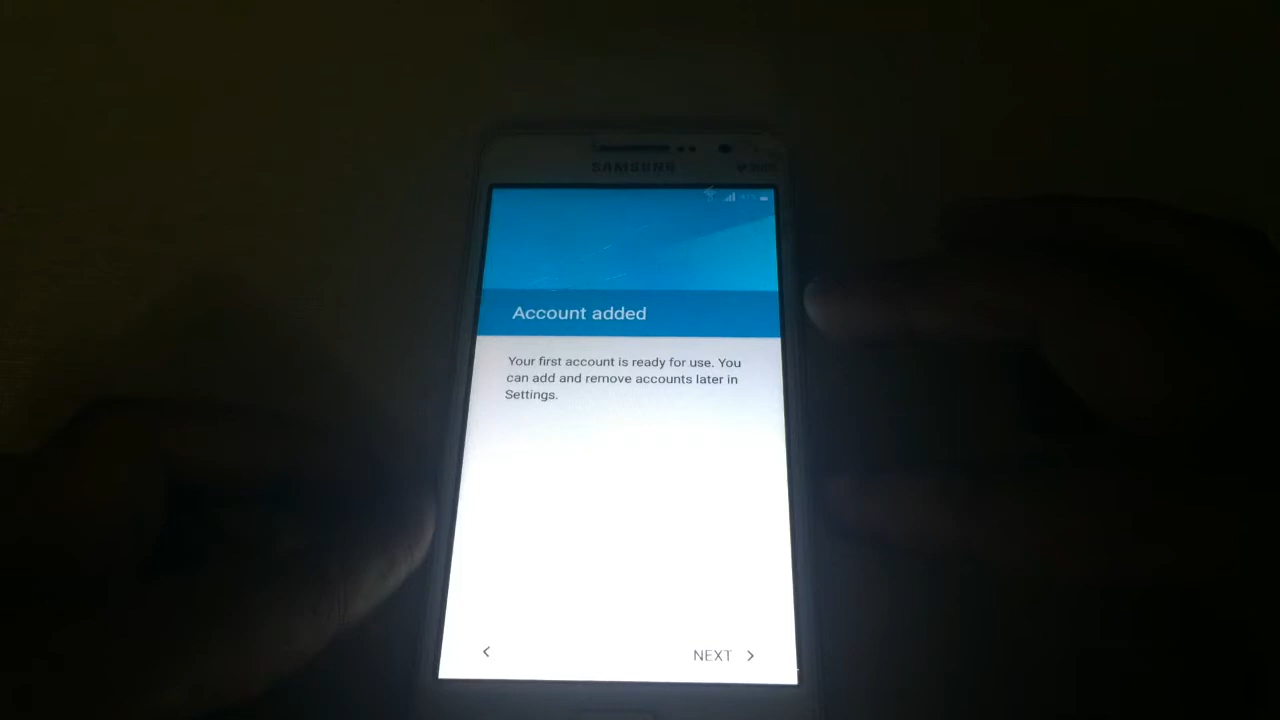 SAMSUNG
Account added
Your first account is ready for use. You
can add and remove accounts later in
Settings.
NEXT